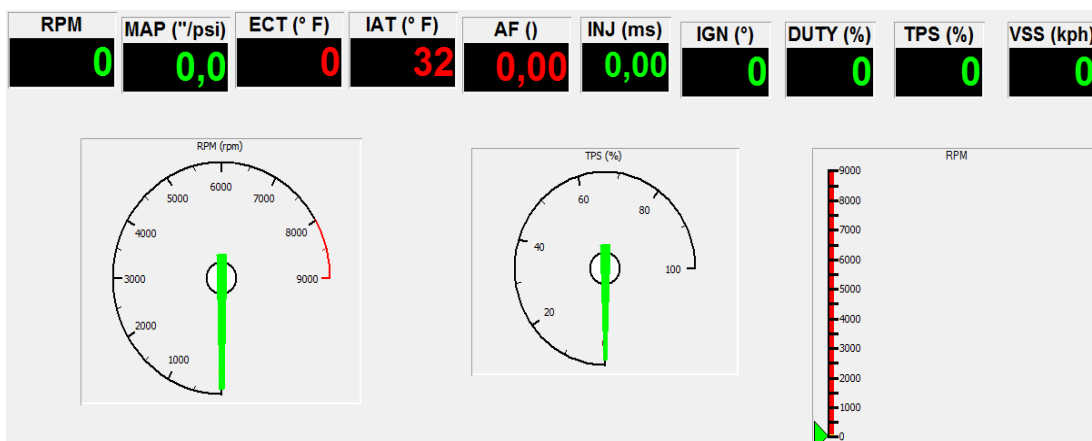 RPM
MAP ("/psi)
ECT (° F)
IAT (° F)
AF ()
INJ (ms)
IGN (°)
DUTY (%)
TPS (%)
VSS (kph)
0
0,0
0
32
0,00
0,00
0
0
0
0
RPM (rpm)
6000
5000
7000
4000
8000
3000
9000
2000
1000
TPS (%)
60
80
40
100
20
RPM
9000
8000
7000
6000
5000
4000
3000
2000
1000
0